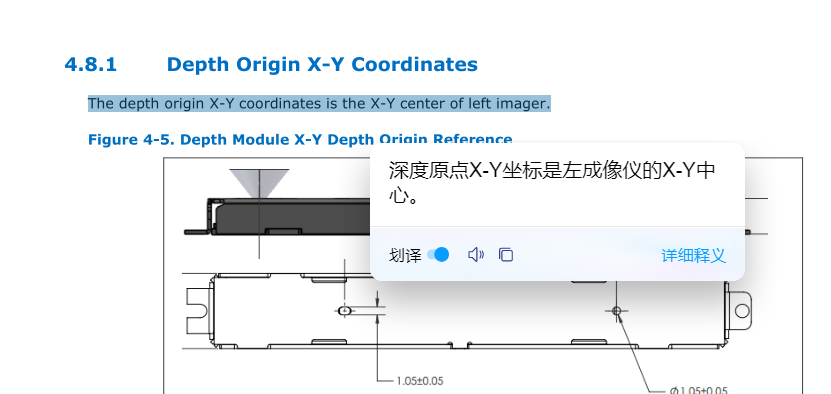 4.8.1 Depth Origin X-Y Coordinates
The depth origin X-Y coordinates is the X-Y center of left imager.
Figure 4-5. Depth Module X-Y Depth Origin Reference
深度原点X-Y坐标是左成像仪的X-Y中
心。
划译 详细释义
1.05±0.05
Ø1.05±0.05